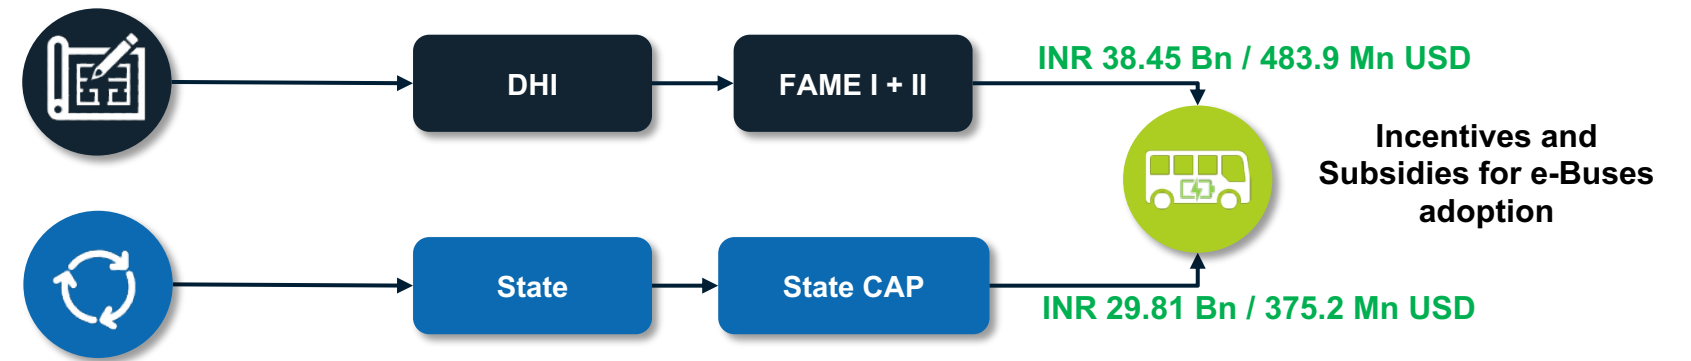 INR 38.45 Bn / 483.9 Mn USD
DHI
FAME I + II
Incentives and
Subsidies for e-Buses
adoption
State
State CAP
INR 29.81 Bn / 375.2 Mn USD